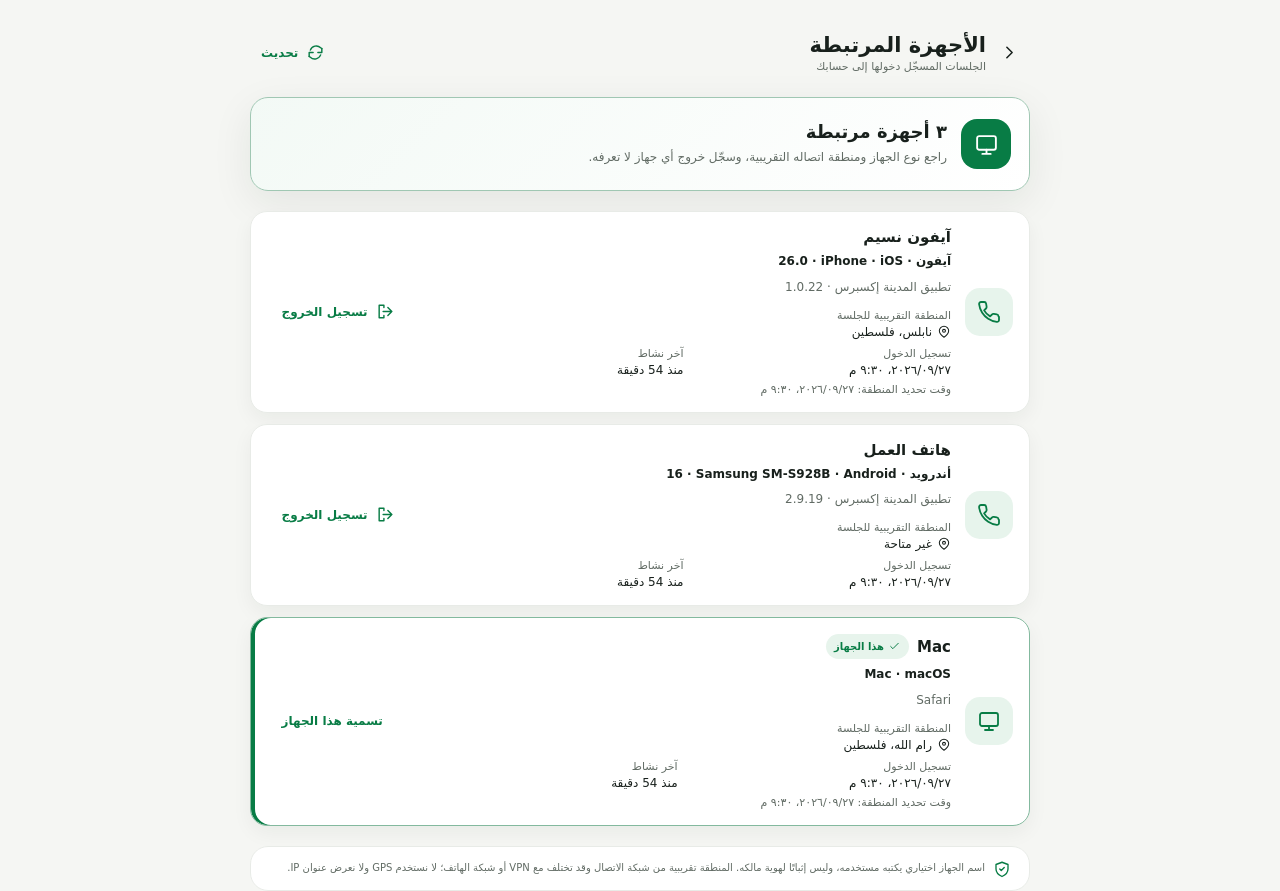 الأجهزة المرتبطة
الجلسات المسجّل دخولها إلى حسابك
تحديث
٣ أجهزة مرتبطة
راجع نوع الجهاز ومنطقة اتصاله التقريبية، وسجّل خروج أي جهاز لا تعرفه.
آيفون نسيم
آيفون · iPhone · iOS · 26.0
تطبيق المدينة إكسبرس · 1.0.22
المنطقة التقريبية للجلسة
نابلس، فلسطين
تسجيل الدخول
٢٠٢٦/٠٩/٢٧، ٩:٣٠ م
آخر نشاط
منذ 54 دقيقة
وقت تحديد المنطقة: ٢٠٢٦/٠٩/٢٧، ٩:٣٠ م
تسجيل الخروج
هاتف العمل
أندرويد · Samsung SM-S928B · Android · 16
تطبيق المدينة إكسبرس · 2.9.19
المنطقة التقريبية للجلسة
غير متاحة
تسجيل الدخول
٢٠٢٦/٠٩/٢٧، ٩:٣٠ م
آخر نشاط
منذ 54 دقيقة
تسجيل الخروج
Mac هذا الجهاز
Mac · macOS
Safari
المنطقة التقريبية للجلسة
رام الله، فلسطين
تسجيل الدخول
٢٠٢٦/٠٩/٢٧، ٩:٣٠ م
آخر نشاط
منذ 54 دقيقة
وقت تحديد المنطقة: ٢٠٢٦/٠٩/٢٧، ٩:٣٠ م
تسمية هذا الجهاز
اسم الجهاز اختياري يكتبه مستخدمه، وليس إثباتًا لهوية مالكه. المنطقة تقريبية من شبكة الاتصال وقد تختلف مع VPN أو شبكة الهاتف؛ لا نستخدم GPS ولا نعرض عنوان IP.